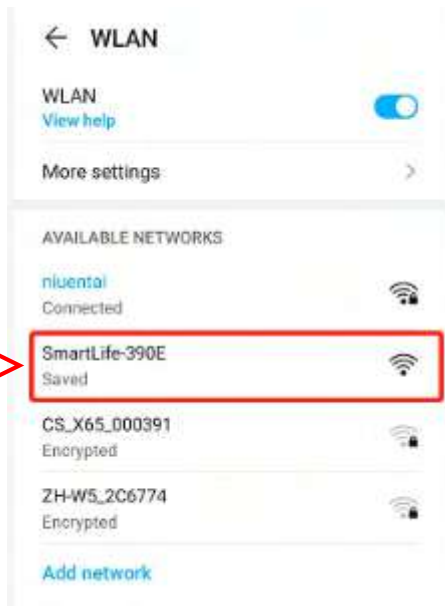 WLAN
WLAN
View help
More settings
AVAILABLE NETWORKS
niuentai
Connected
SmartLife-390E
Saved
CS_X65_000391
Encrypted
ZH-W5_2C6774
Encrypted
Add network